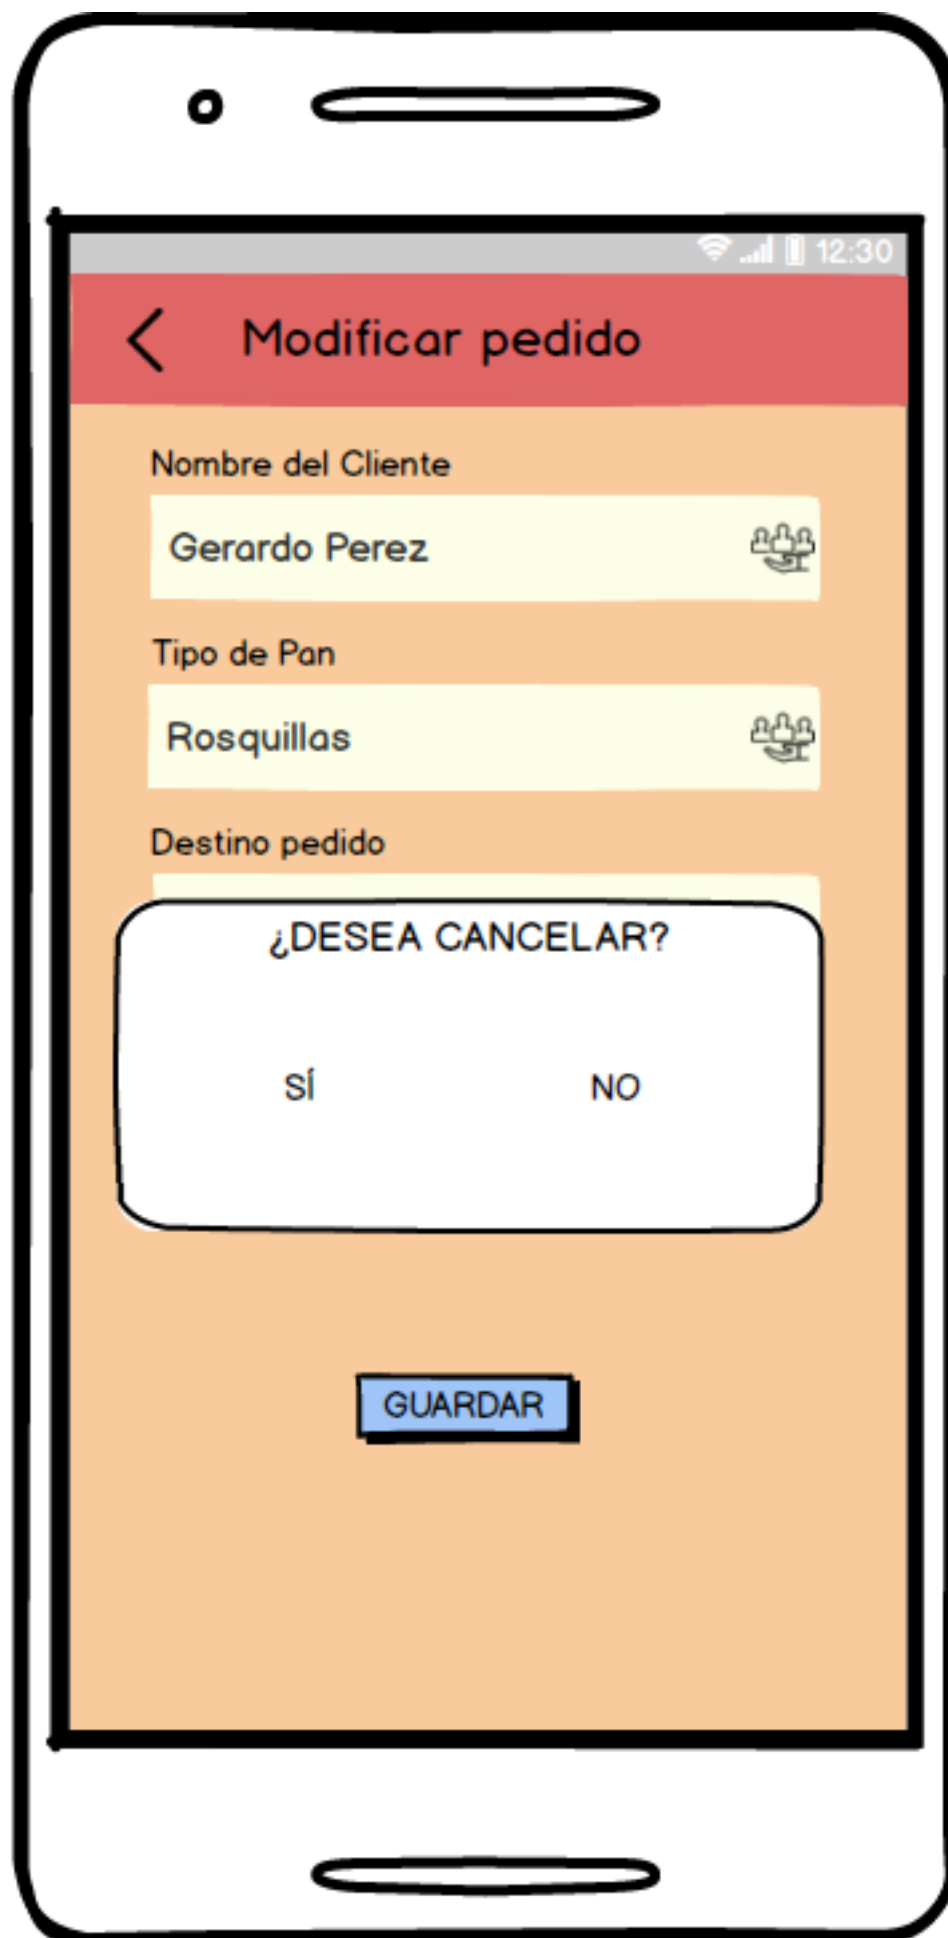 12:30
Modificar pedido
Nombre del Cliente
Gerardo Perez
Tipo de Pan
Rosquillas
Destino pedido
¿DESEA CANCELAR?
SÍ NO
GUARDAR